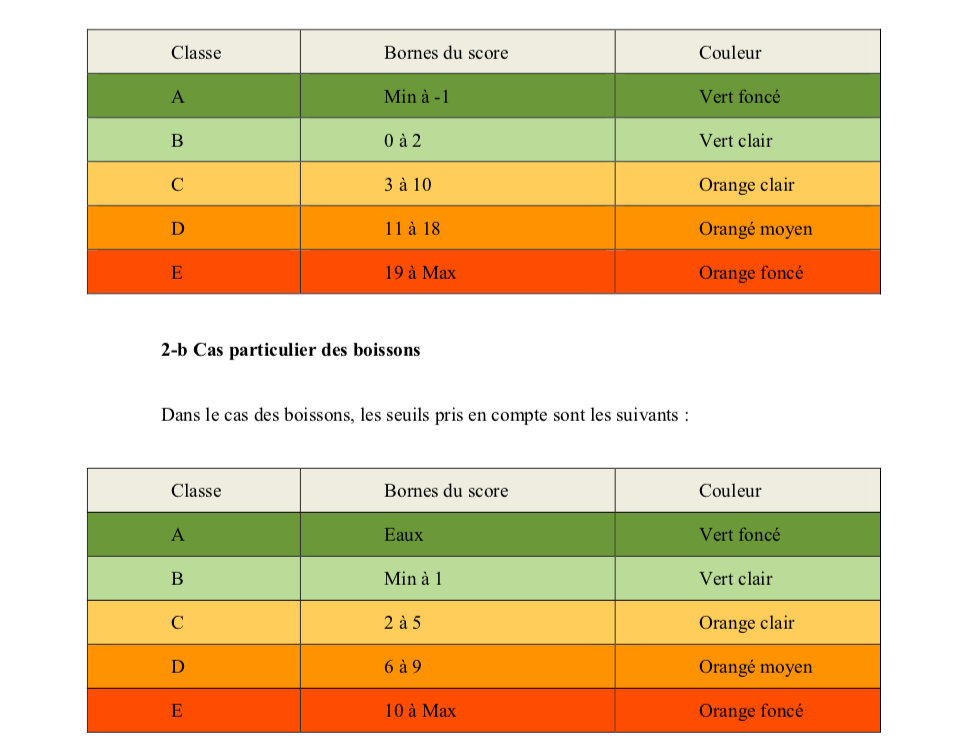 Classe Bornes du score Couleur
A Min à -1 Vert foncé
B 0 à 2 Vert clair
C 3 à 10 Orange clair
D 11 à 18 Orangé moyen
E 19 à Max Orange foncé
2-b Cas particulier des boissons
Dans le cas des boissons, les seuils pris en compte sont les suivants :
Classe Bornes du score Couleur
A Eaux Vert foncé
B Min à 1 Vert clair
C 2 à 5 Orange clair
D 6 à 9 Orangé moyen
E 10 à Max Orange foncé